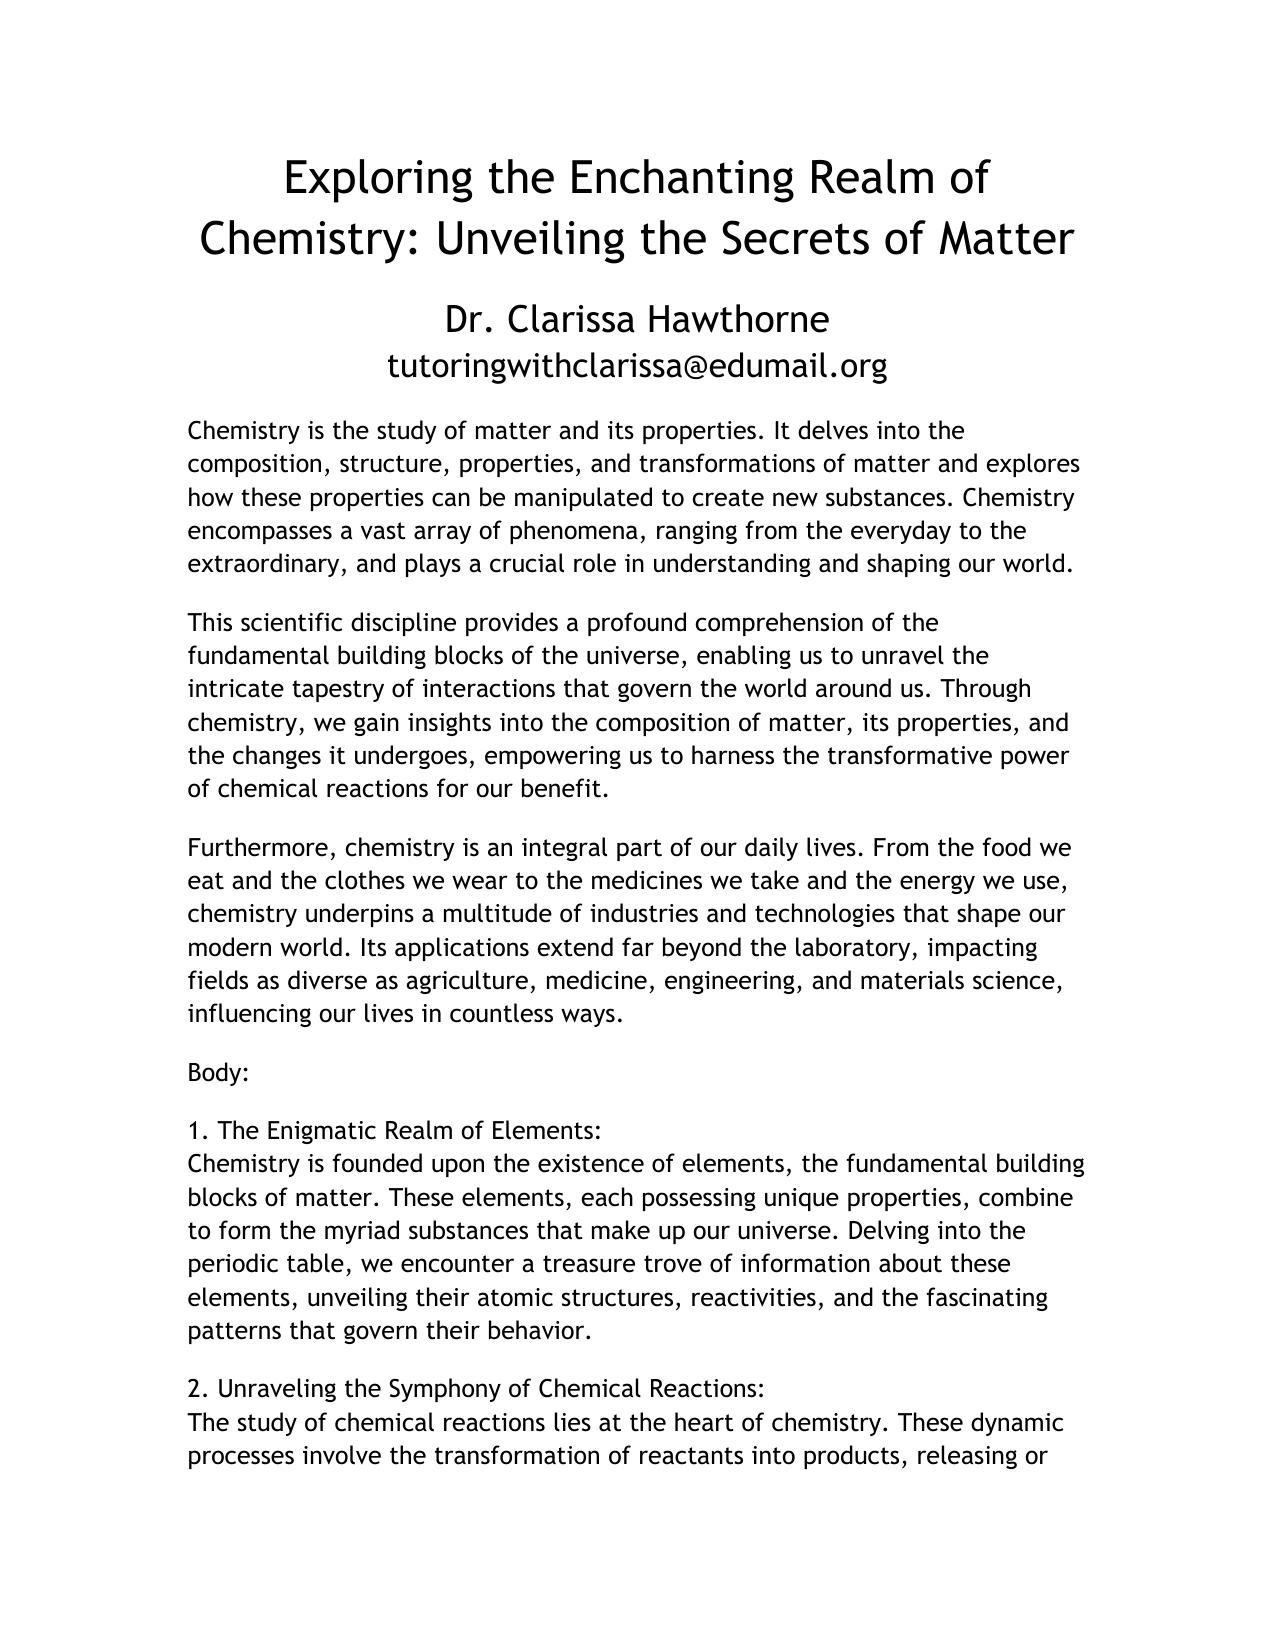 Exploring the Enchanting Realm of
Chemistry: Unveiling the Secrets of Matter
Dr. Clarissa Hawthorne
tutoringwithclarissa@edumail.org
Chemistry is the study of matter and its properties. It delves into the
composition, structure, properties, and transformations of matter and explores
how these properties can be manipulated to create new substances. Chemistry
encompasses a vast array of phenomena, ranging from the everyday to the
extraordinary, and plays a crucial role in understanding and shaping our world.
This scientific discipline provides a profound comprehension of the
fundamental building blocks of the universe, enabling us to unravel the
intricate tapestry of interactions that govern the world around us. Through
chemistry, we gain insights into the composition of matter, its properties, and
the changes it undergoes, empowering us to harness the transformative power
of chemical reactions for our benefit.
Furthermore, chemistry is an integral part of our daily lives. From the food we
eat and the clothes we wear to the medicines we take and the energy we use,
chemistry underpins a multitude of industries and technologies that shape our
modern world. Its applications extend far beyond the laboratory, impacting
fields as diverse as agriculture, medicine, engineering, and materials science,
influencing our lives in countless ways.
Body:
1. The Enigmatic Realm of Elements:
Chemistry is founded upon the existence of elements, the fundamental building
blocks of matter. These elements, each possessing unique properties, combine
to form the myriad substances that make up our universe. Delving into the
periodic table, we encounter a treasure trove of information about these
elements, unveiling their atomic structures, reactivities, and the fascinating
patterns that govern their behavior.
2. Unraveling the Symphony of Chemical Reactions:
The study of chemical reactions lies at the heart of chemistry. These dynamic
processes involve the transformation of reactants into products, releasing or